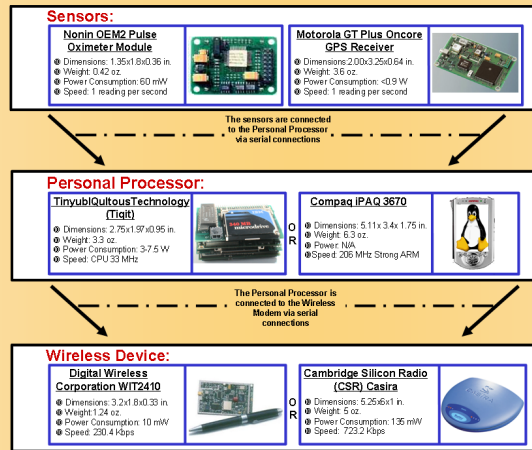 Sensors:
Nonin OEM2 Pulse
Oximeter Module
Dimensions: 1.35x1.8x0.36 in.
Weight: 0.42 oz.
Power Consumption: 60 mW
Speed: 1 reading per second
Motorola GT Plus Oncore
GPS Receiver
Dimensions:2.00x3.25x0.64 in.
Weight: 3.6 oz.
Power Consumption: <0.9 W
Speed: 1 reading per second
The sensors are connected
to the Personal Processor
via serial connections
Personal Processor:
TinyublQuItousTechnology
(Tiqit)
Dimensions: 2.75x1.97x0.95 in.
Weight: 3.3 oz.
Power Consumption: 3-7.5 W
Speed: CPU 33 MHz
microdrive
O
R
Compaq iPAQ 3670
Dimensions: 5.11x 3.4x 1.75 in.
Weight: 6.3 oz.
Power: N/A
Speed: 206 MHz Strong ARM
The Personal Processor is
connected to the Wireless
Modem via serial
connections
Wireless Device:
Digital Wireless
Corporation WIT2410
Dimensions: 3.2x1.8x0.33 in.
Weight:1.24 oz.
Power Consumption: 10 mW
Speed: 230.4 Kbps
O
R
Cambridge Silicon Radio
(CSR) Casira
Dimensions: 5.25x6x1 in.
Weight: 5 oz.
Power Consumption: 135 mW
Speed: 723.2 Kbps